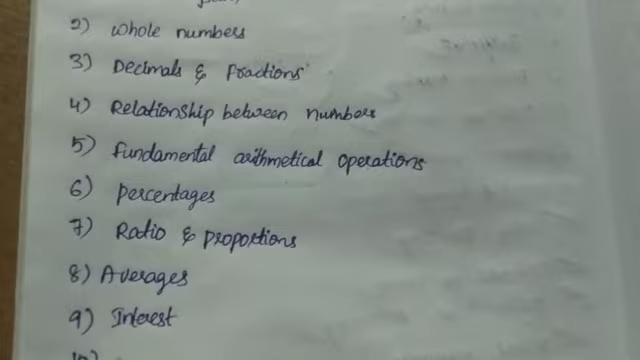 2) Whole numbers
3) Decimals & Fractions
4) Relationship between numbers
5) Fundamental arithmetical operations
6) Percentages
7) Ratio & Proportions
8) Averages
9) Interest
10)